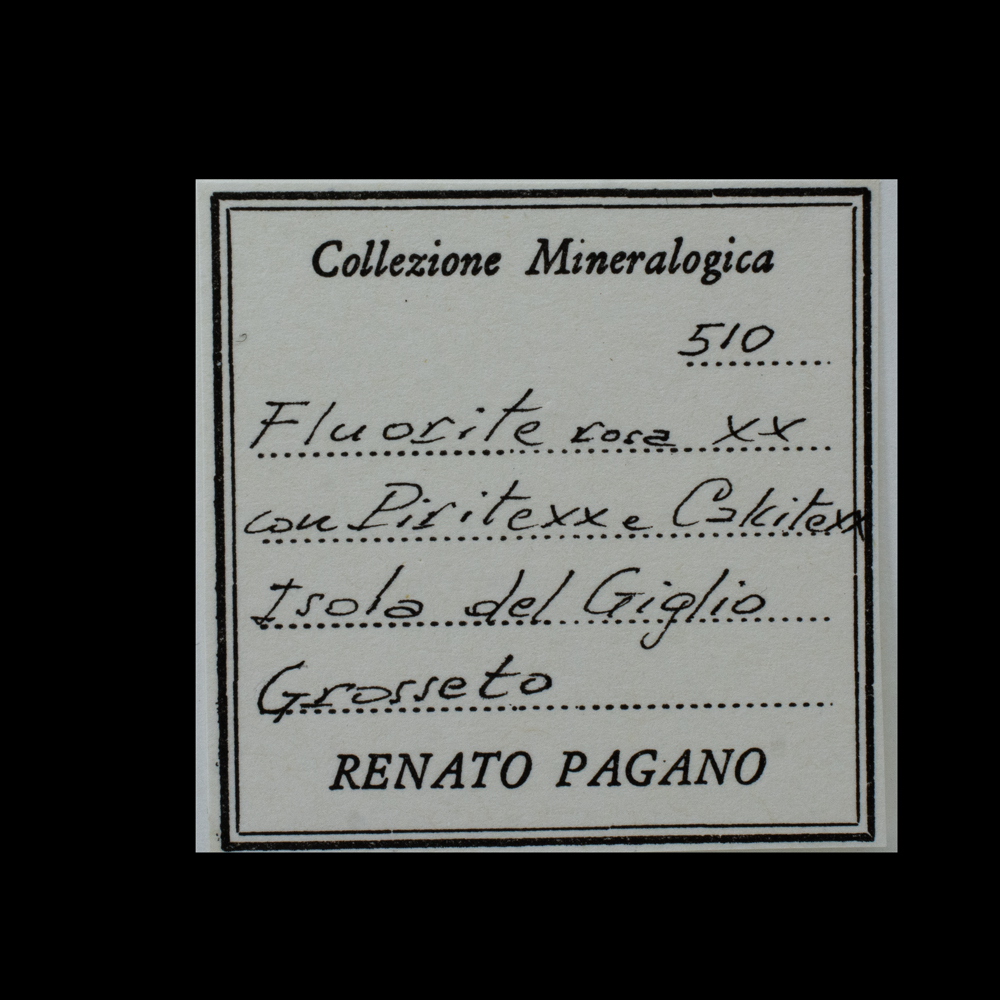 Collezione Mineralogica
510
Fluorite rosa xx
con Pirite xx e Calcite xx
Isola del Giglio
Grosseto
RENATO PAGANO